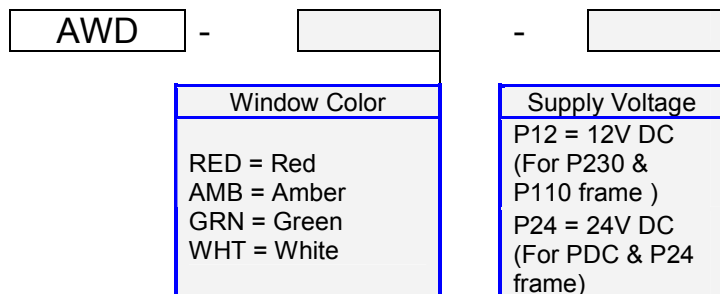 AWD - -
Window Color
RED = Red
AMB = Amber
GRN = Green
WHT = White
Supply Voltage
P12 = 12V DC
(For P230 &
P110 frame )
P24 = 24V DC
(For PDC & P24
frame)